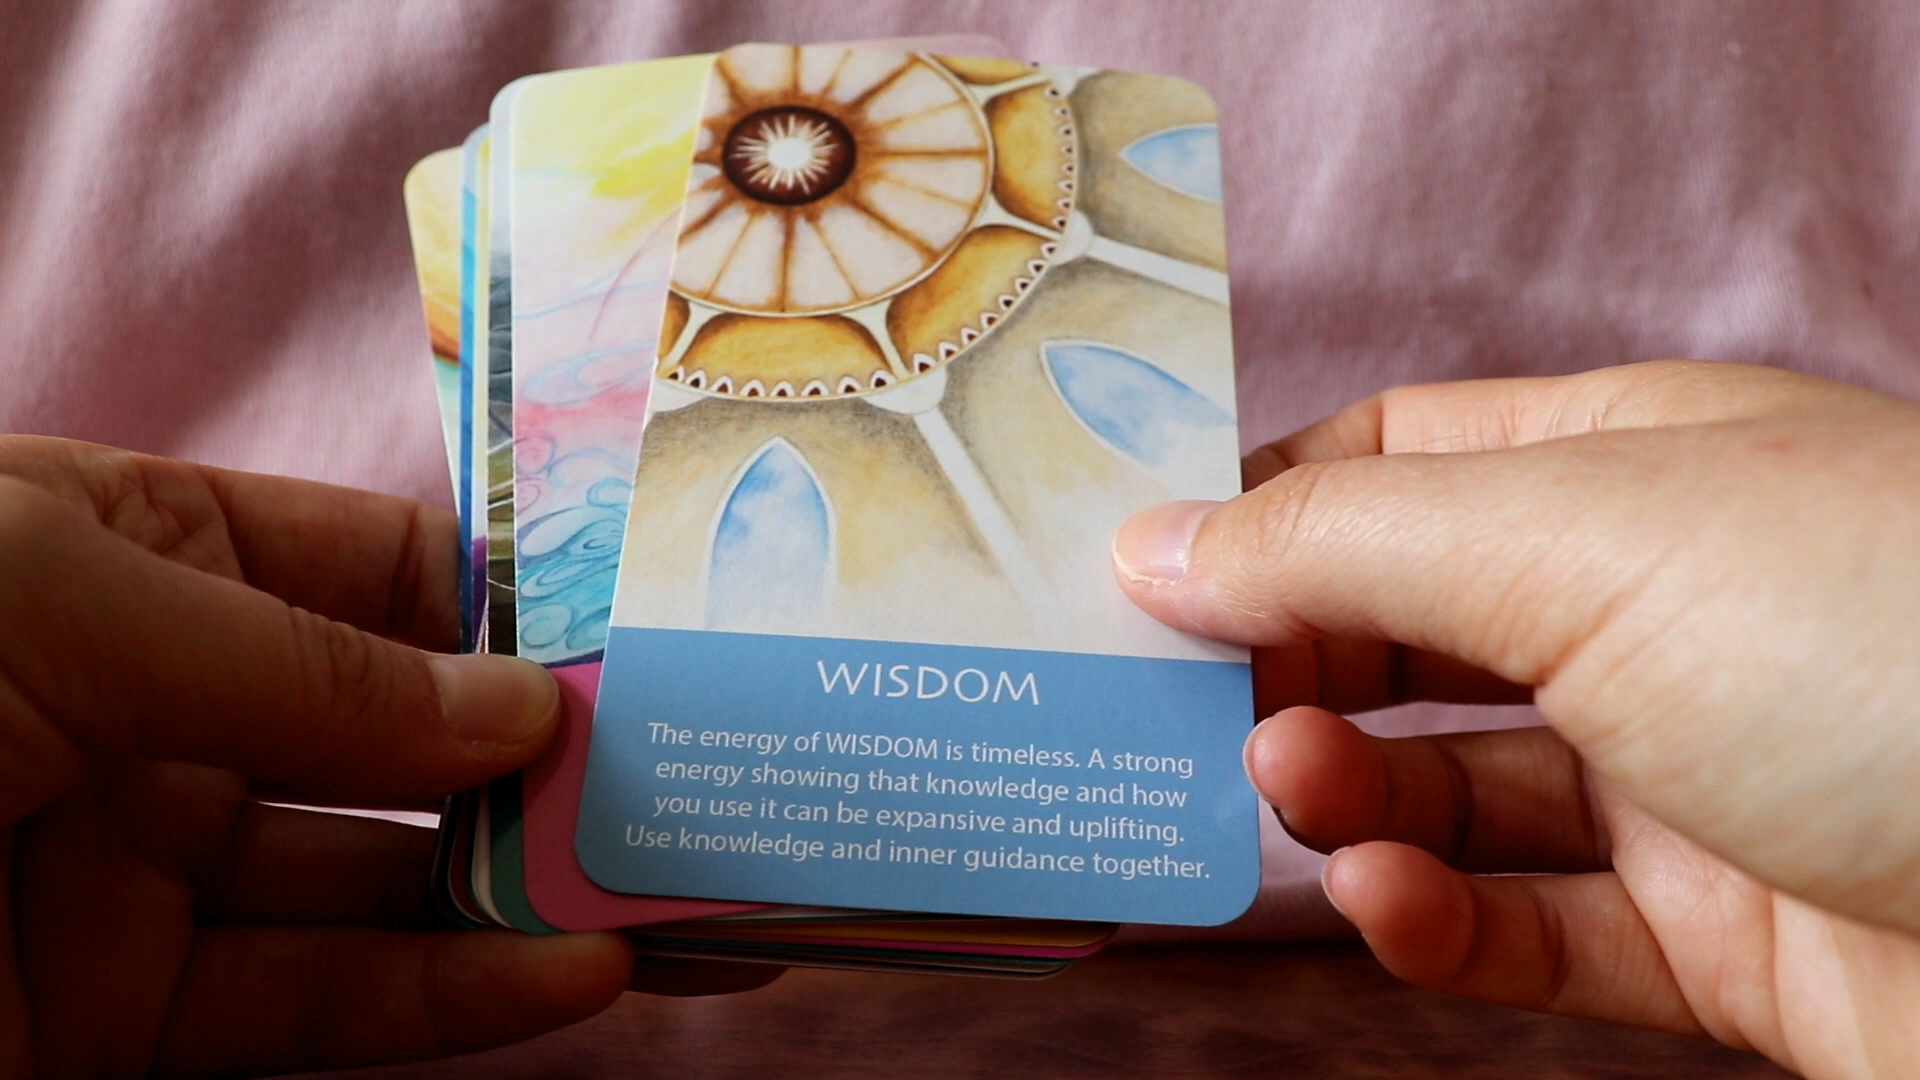 WISDOM
The energy of WISDOM is timeless. A strong
energy showing that knowledge and how
you use it can be expansive and uplifting.
Use knowledge and inner guidance together.